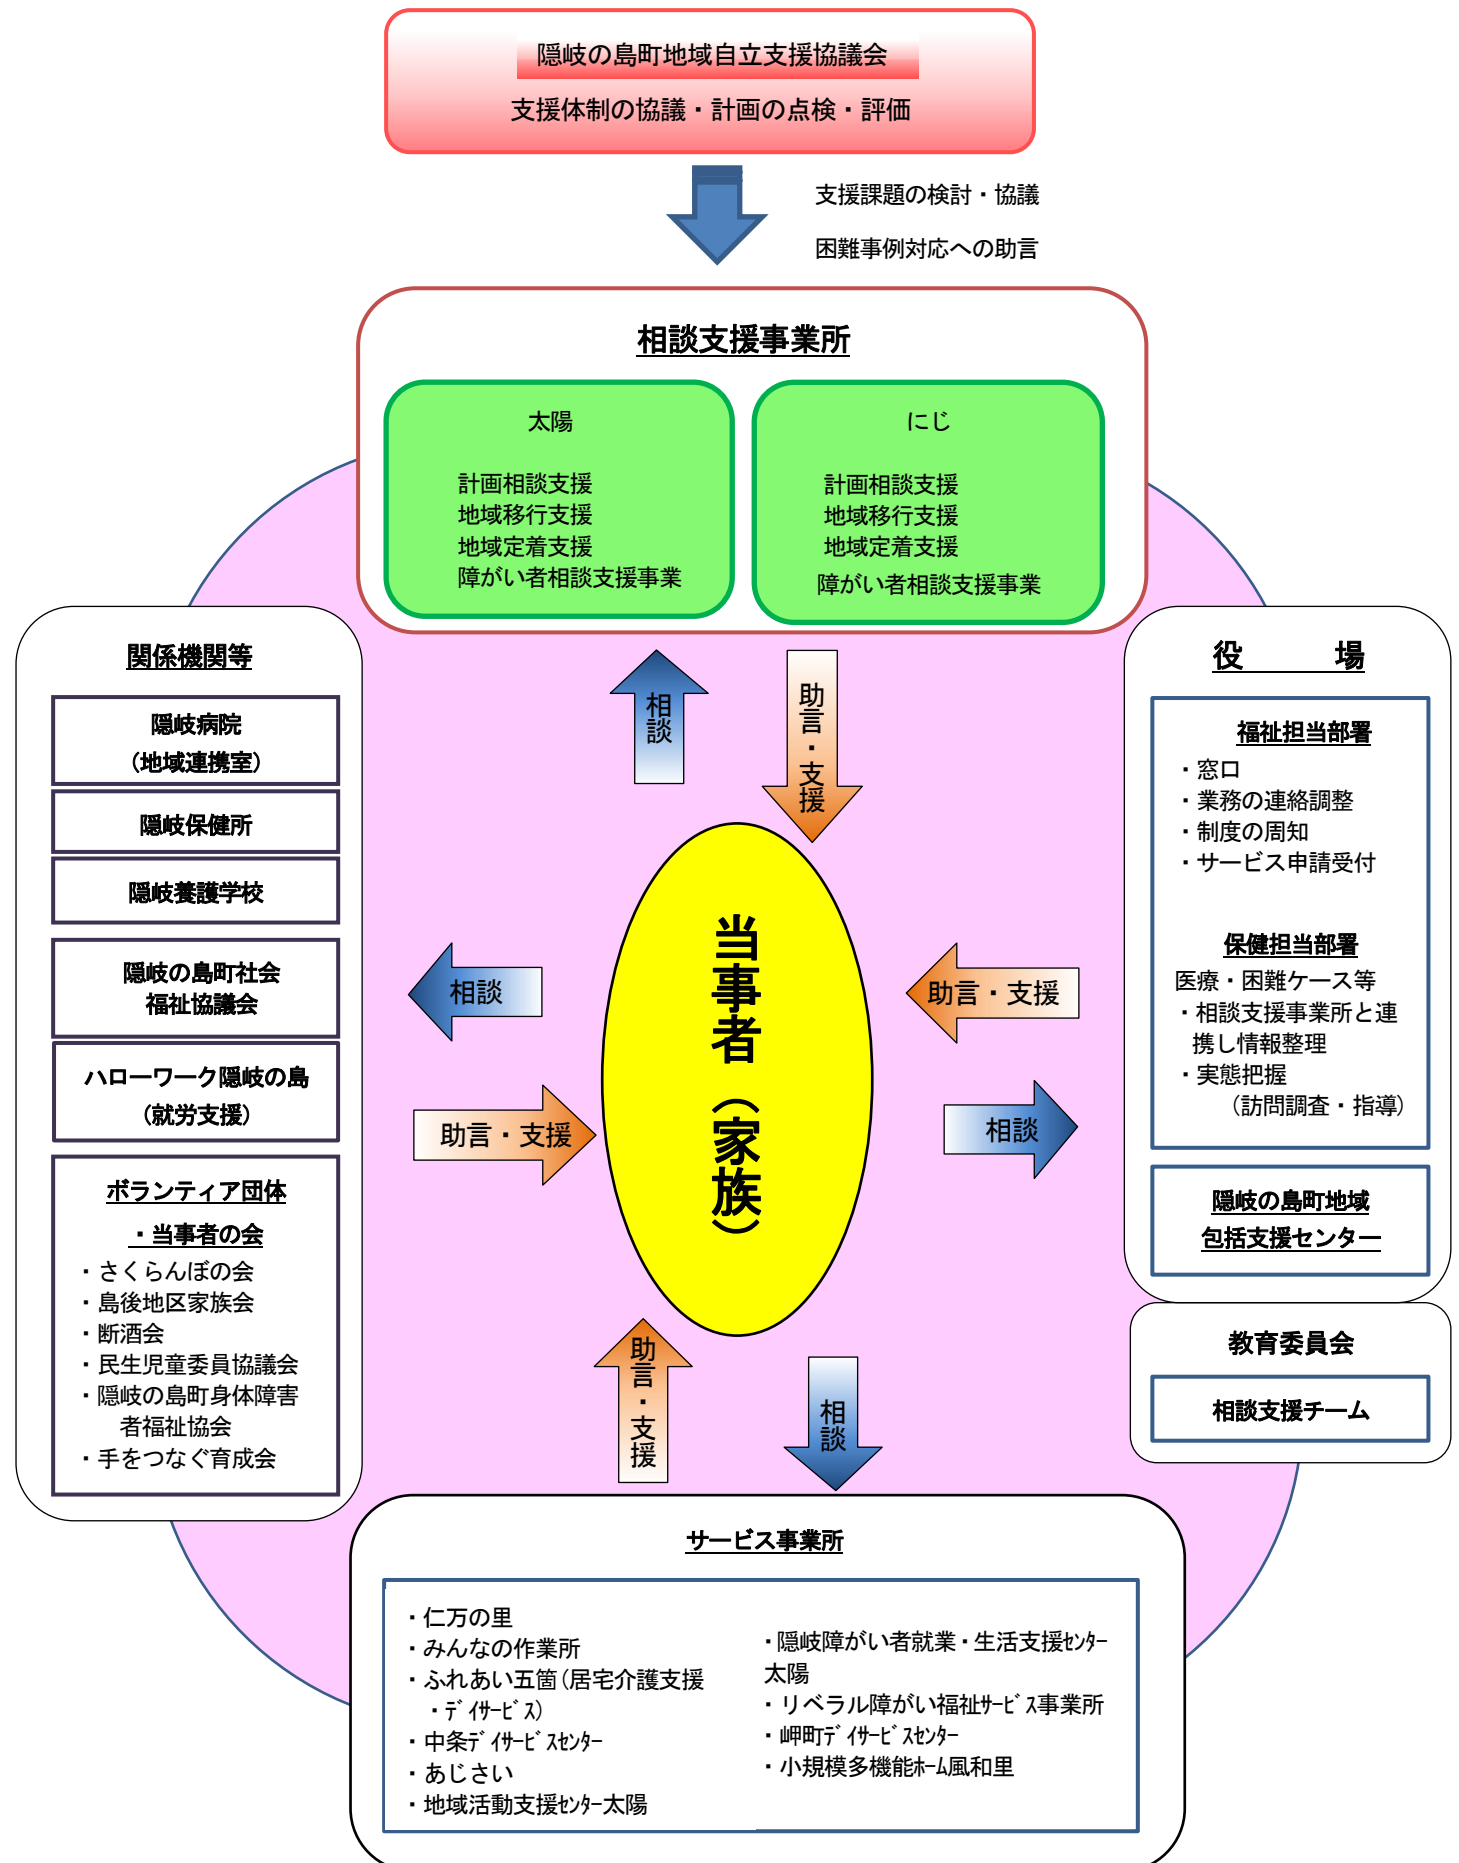 隠岐の島町地域自立支援協議会
支援体制の協議・計画の点検・評価
支援課題の検討・協議
困難事例対応への助言
相談支援事業所
太陽
計画相談支援
地域移行支援
地域定着支援
障がい者相談支援事業
にじ
計画相談支援
地域移行支援
地域定着支援
障がい者相談支援事業
関係機関等
隠岐病院
（地域連携室）
隠岐保健所
隠岐養護学校
隠岐の島町社会
福祉協議会
ハローワーク隠岐の島
（就労支援）
ボランティア団体
・当事者の会
・さくらんぼの会
・島後地区家族会
・断酒会
・民生児童委員協議会
・隠岐の島町身体障害
者福祉協会
・手をつなぐ育成会
相談
助言・支援
相談
助言・支援
当事者（家族）
助言・支援
相談
助言・支援
相談
役　　場
福祉担当部署
・窓口
・業務の連絡調整
・制度の周知
・サービス申請受付
保健担当部署
医療・困難ケース等
・相談支援事業所と連
携し情報整理
・実態把握
（訪問調査・指導）
隠岐の島町地域
包括支援センター
教育委員会
相談支援チーム
サービス事業所
・仁万の里
・みんなの作業所
・ふれあい五箇（居宅介護支援
・ﾃﾞｲｻｰﾋﾞｽ）
・中条ﾃﾞｲｻｰﾋﾞｽｾﾝﾀｰ
・あじさい
・地域活動支援ｾﾝﾀｰ太陽
・隠岐障がい者就業・生活支援ｾﾝﾀｰ
太陽
・リベラル障がい福祉ｻｰﾋﾞｽ事業所
・岬町ﾃﾞｲｻｰﾋﾞｽｾﾝﾀｰ
・小規模多機能ﾎｰﾑ風和里